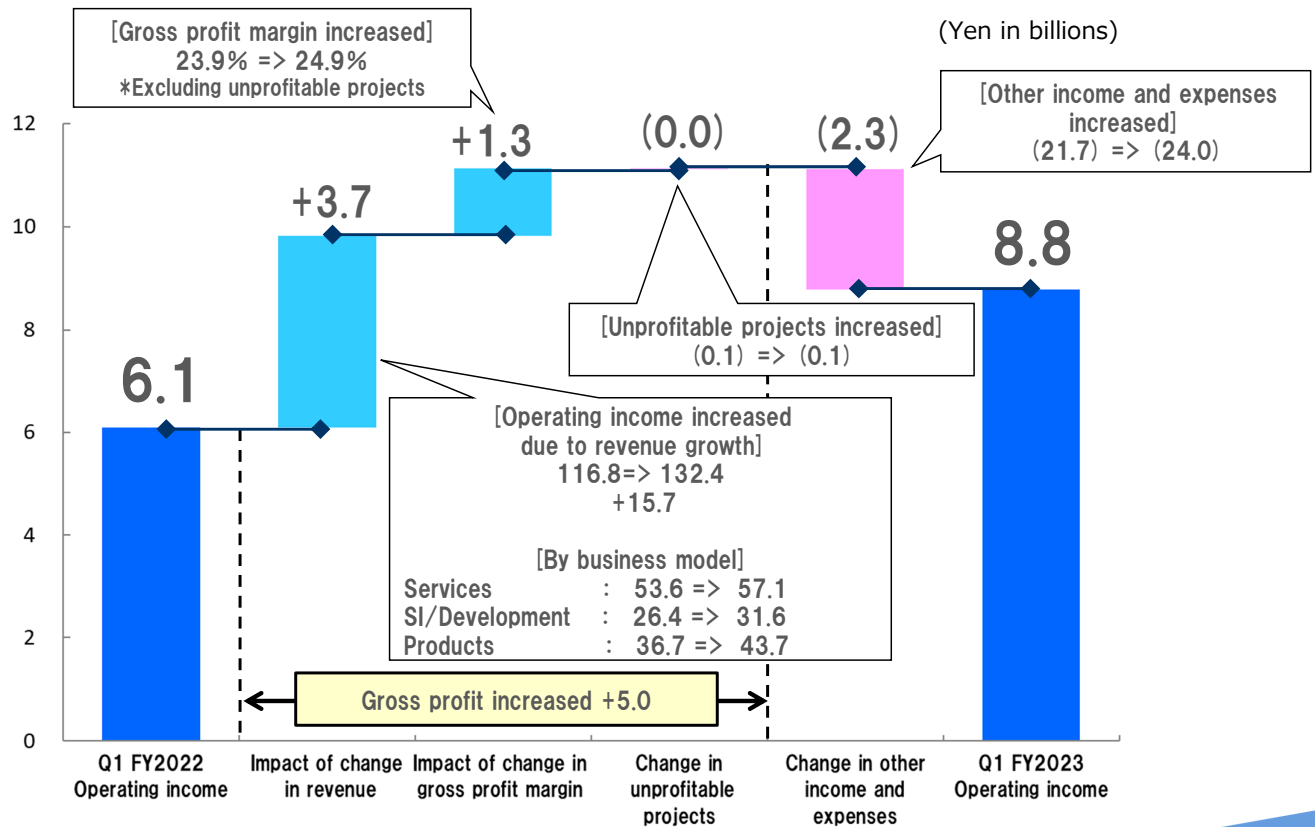 (Yen in billions)
[Gross profit margin increased]
23.9% => 24.9%
*Excluding unprofitable projects
[Other income and expenses
increased]
(21.7) => (24.0)
12
10
8
6
4
2
0
6.1
+3.7
+1.3
(0.0)
(2.3)
8.8
[Unprofitable projects increased]
(0.1) => (0.1)
[Operating income increased
due to revenue growth]
116.8=> 132.4
+15.7
[By business model]
Services : 53.6 => 57.1
SI/Development : 26.4 => 31.6
Products : 36.7 => 43.7
Gross profit increased +5.0
Q1 FY2022
Operating income
Impact of change
in revenue
Impact of change in
gross profit margin
Change in
unprofitable
projects
Change in other
income and
expenses
Q1 FY2023
Operating income